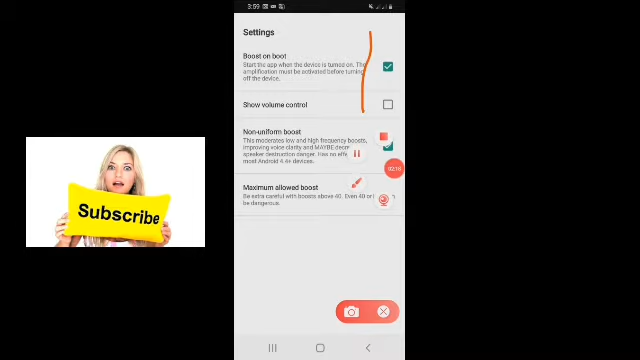 3:59
Settings
Boost on boot
Start the app when the device is turned on. The
amplification must be activated before turning
off the device.
Show volume control
Non-uniform boost
This moderates low and high frequency boosts,
improving voice clarity and MAYBE
speaker destruction danger. Has no
most Android 4.4+ devices.
Maximum allowed boost
Be extra careful with boosts above 40. Even 40
be dangerous.
Subscribe